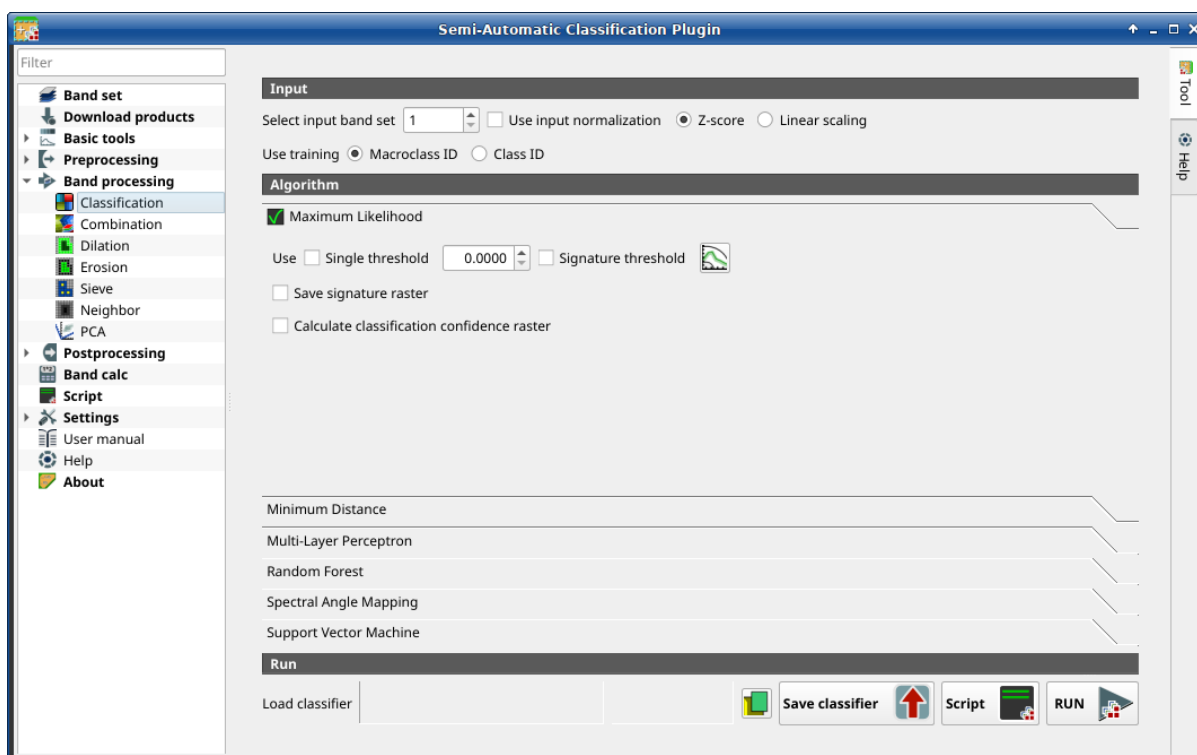 Semi-Automatic Classification Plugin
Filter
Band set
Download products
Basic tools
Preprocessing
Band processing
Classification
Combination
Dilation
Erosion
Sieve
Neighbor
PCA
Postprocessing
Band calc
Script
Settings
User manual
Help
About
Input
Select input band set 1 Use input normalization Z-score Linear scaling
Use training Macroclass ID Class ID
Algorithm
Maximum Likelihood
Use Single threshold 0.0000 Signature threshold
Save signature raster
Calculate classification confidence raster
Minimum Distance
Multi-Layer Perceptron
Random Forest
Spectral Angle Mapping
Support Vector Machine
Run
Load classifier Save classifier Script RUN
Tool
Help